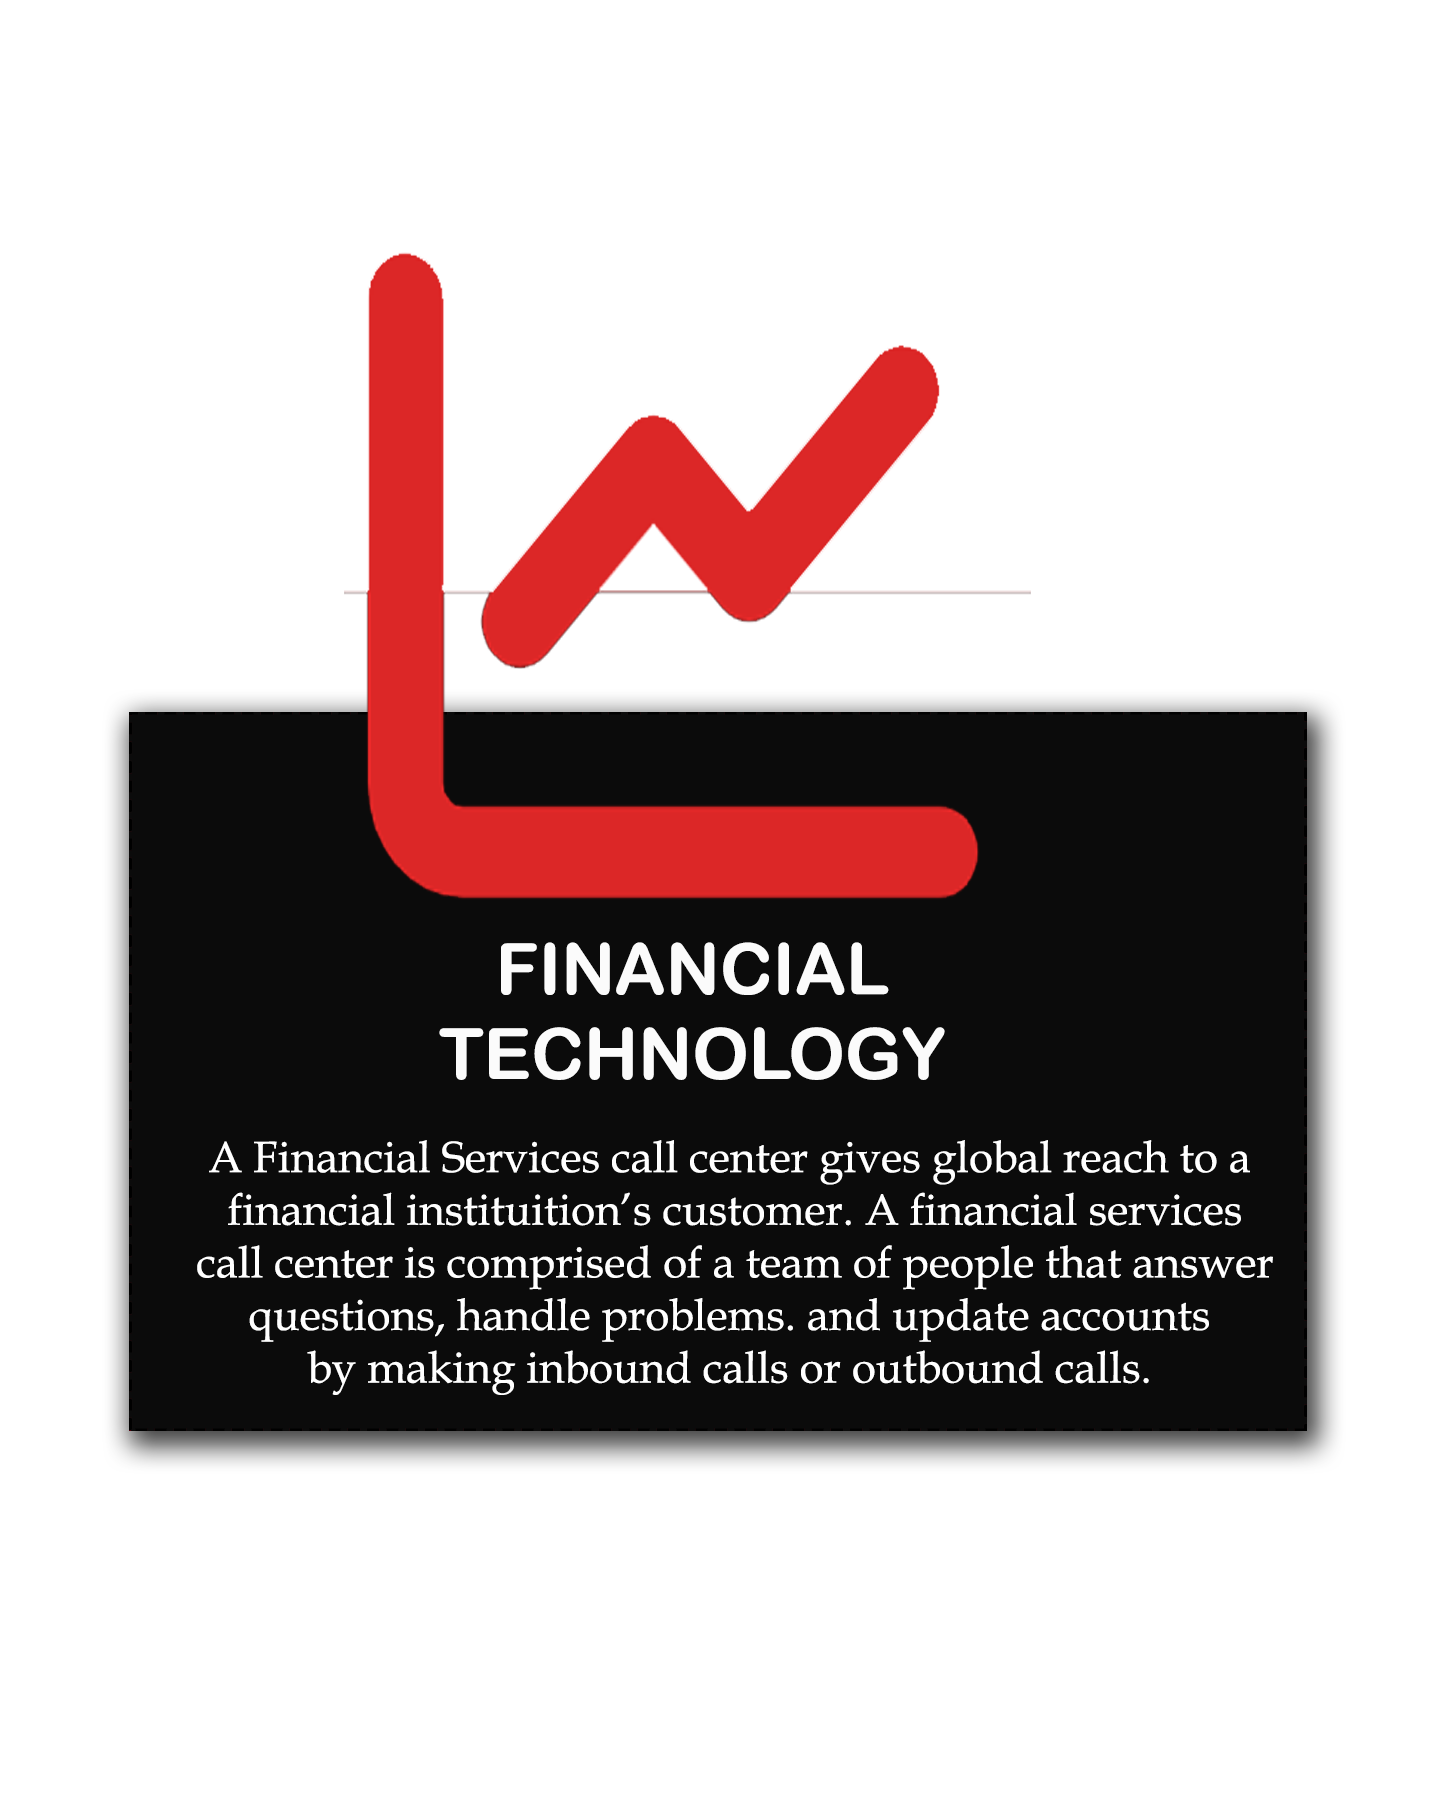 FINANCIAL
TECHNOLOGY
A Financial Services call center gives global reach to a
financial instituition’s customer. A financial services
call center is comprised of a team of people that answer
questions, handle problems. and update accounts
by making inbound calls or outbound calls.